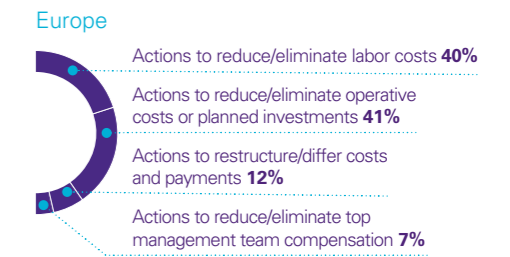 Europe
Actions to reduce/eliminate labor costs 40%
Actions to reduce/eliminate operative
costs or planned investments 41%
Actions to restructure/differ costs
and payments 12%
Actions to reduce/eliminate top
management team compensation 7%